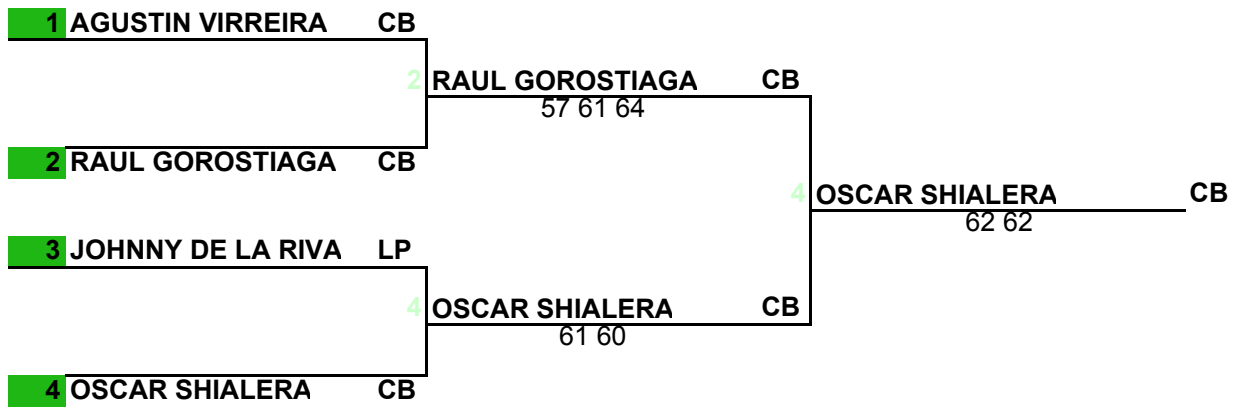 1 AGUSTIN VIRREIRA CB
2 RAUL GOROSTIAGA CB
57 61 64
2 RAUL GOROSTIAGA CB
4 OSCAR SHIALERA CB
62 62
3 JOHNNY DE LA RIVA LP
4 OSCAR SHIALERA CB
61 60
4 OSCAR SHIALERA CB